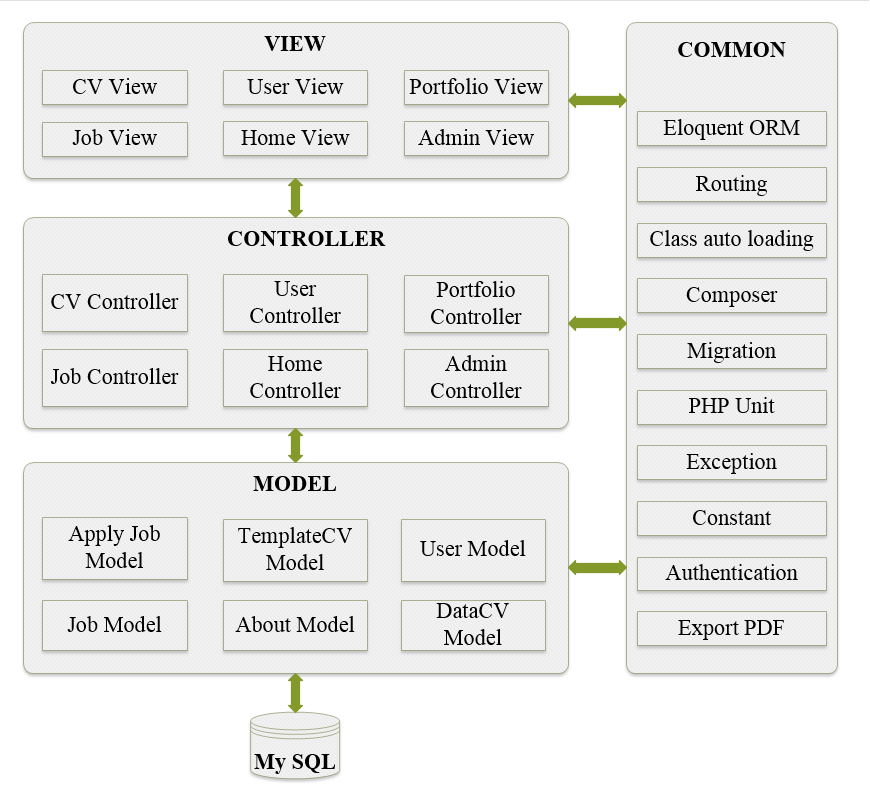 VIEW
CV View
User View
Portfolio View
Job View
Home View
Admin View
CONTROLLER
CV Controller
User
Controller
Portfolio
Controller
Job Controller
Home
Controller
Admin
Controller
MODEL
Apply Job
Model
TemplateCV
Model
User Model
Job Model
About Model
DataCV
Model
My SQL
COMMON
Eloquent ORM
Routing
Class auto loading
Composer
Migration
PHP Unit
Exception
Constant
Authentication
Export PDF